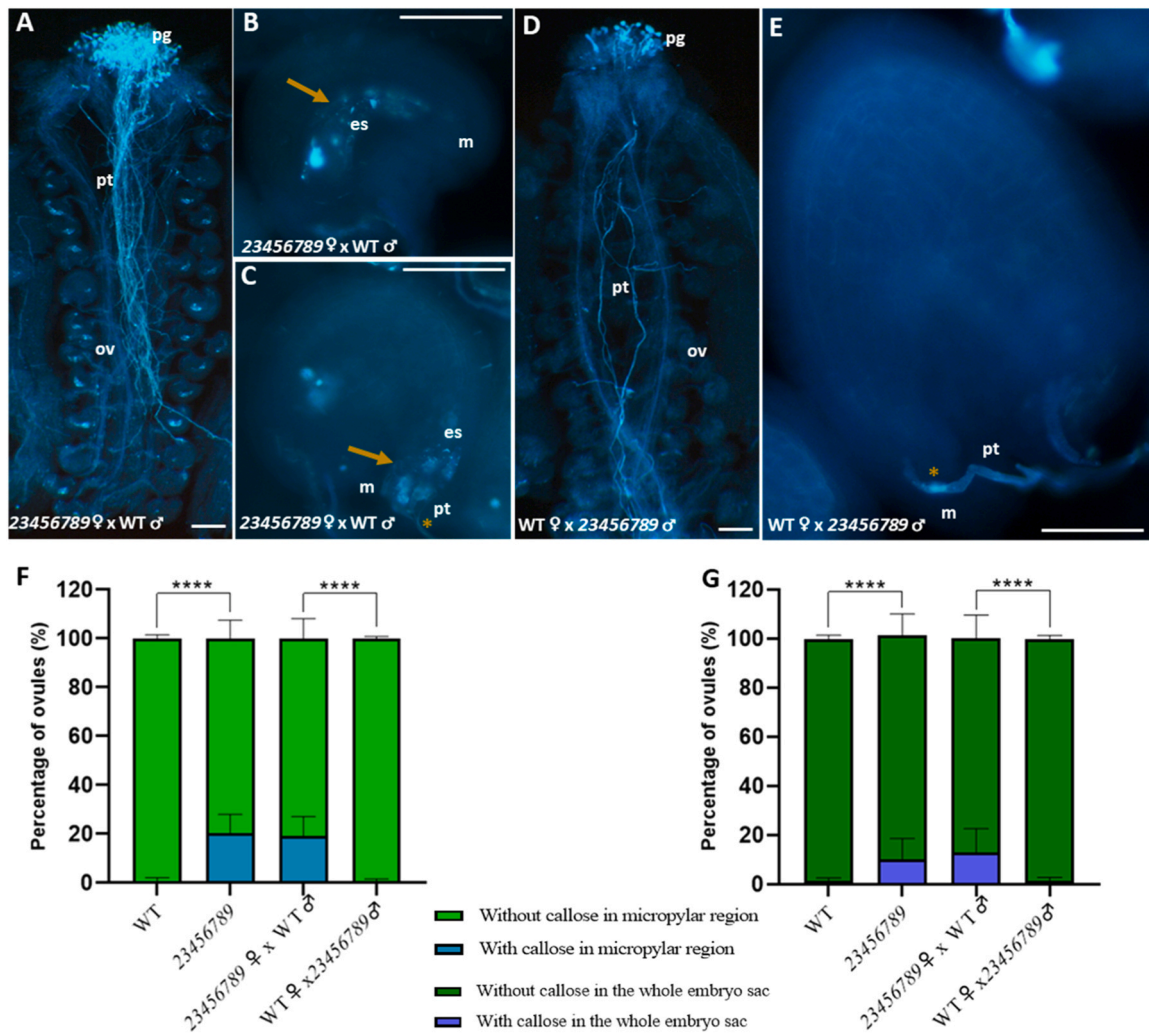 A
pg
pt
ov
23456789♀ x WT ♂
B
es
m
23456789♀ x WT ♂
C
es
m
pt
*
23456789♀ x WT ♂
D
pg
pt
ov
WT ♀ x 23456789 ♂
E
pt
*
m
WT ♀ x 23456789 ♂
F
Percentage of ovules (%)
120
100
80
60
40
20
0
****
****
WT
23456789
23456789 ♀ x WT ♂
WT ♀ x23456789♂
G
Percentage of ovules (%)
120
100
80
60
40
20
0
****
****
WT
23456789
23456789♀ x WT ♂
WT ♀ x23456789♂
Without callose in micropylar region
With callose in micropylar region
Without callose in the whole embryo sac
With callose in the whole embryo sac